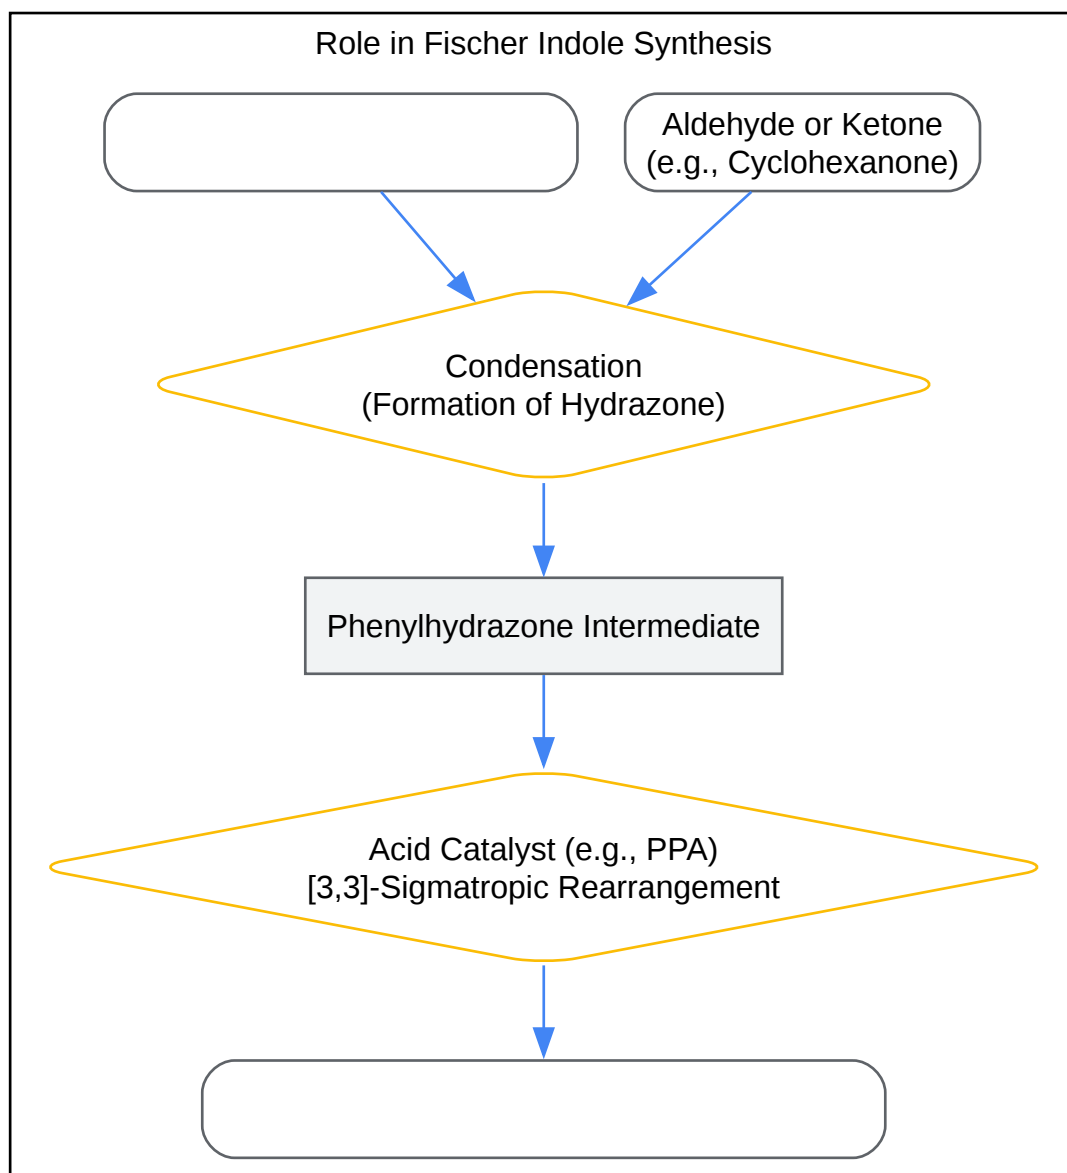 Role in Fischer Indole Synthesis
Aldehyde or Ketone
(e.g., Cyclohexanone)
Condensation
(Formation of Hydrazone)
Phenylhydrazone Intermediate
Acid Catalyst (e.g., PPA)
[3,3]-Sigmatropic Rearrangement